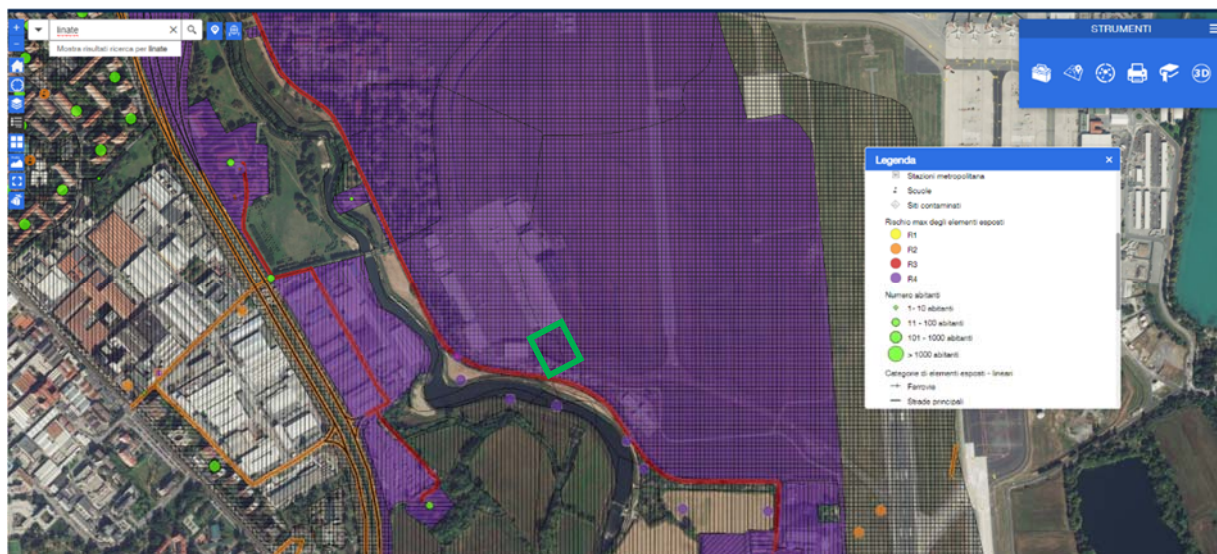 linate
Mostra risultati ricerca per linate
STRUMENTI
3D
Legenda
Stazioni metropolitana
Scuole
Siti contaminati
Rischio max degli elementi esposti
R1
R2
R3
R4
Numero abitanti
1- 10 abitanti
11 - 100 abitanti
101 - 1000 abitanti
> 1000 abitanti
Categorie di elementi esposti - lineari
Ferrovie
Strade principali